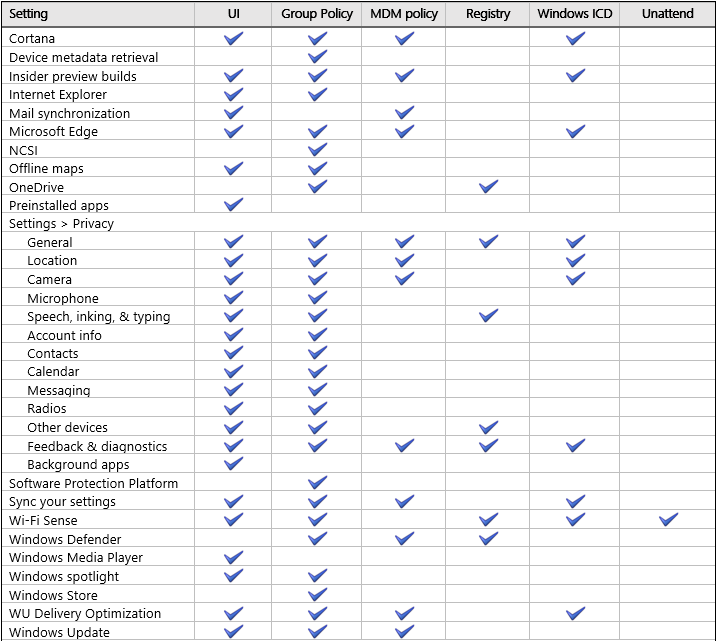 Setting UI Group Policy MDM policy Registry Windows ICD Unattend
Cortana
Device metadata retrieval
Insider preview builds
Internet Explorer
Mail synchronization
Microsoft Edge
NCSI
Offline maps
OneDrive
Preinstalled apps
Settings > Privacy
General
Location
Camera
Microphone
Speech, inking, & typing
Account info
Contacts
Calendar
Messaging
Radios
Other devices
Feedback & diagnostics
Background apps
Software Protection Platform
Sync your settings
Wi-Fi Sense
Windows Defender
Windows Media Player
Windows spotlight
Windows Store
WU Delivery Optimization
Windows Update